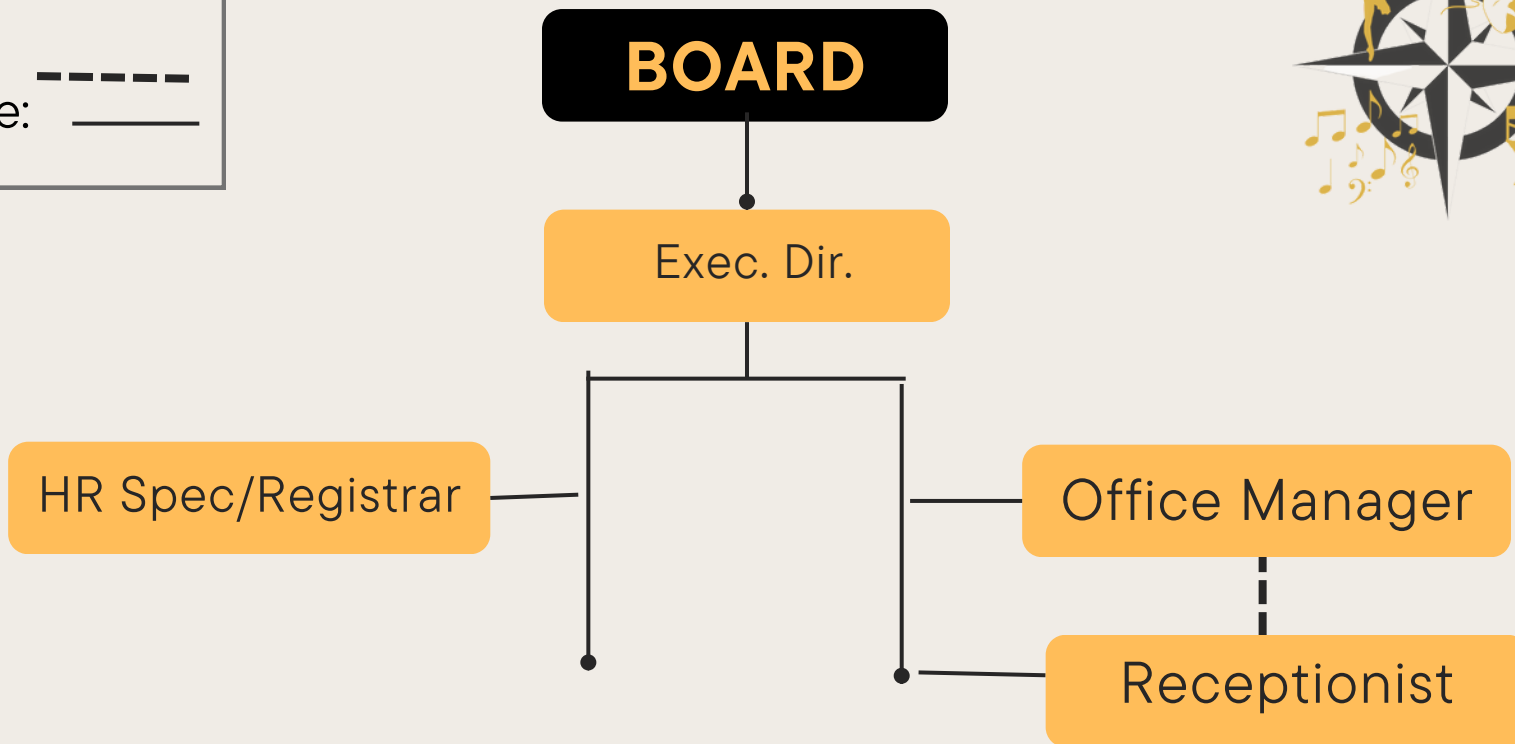 BOARD
e:
Exec. Dir.
HR Spec/Registrar
Office Manager
Receptionist